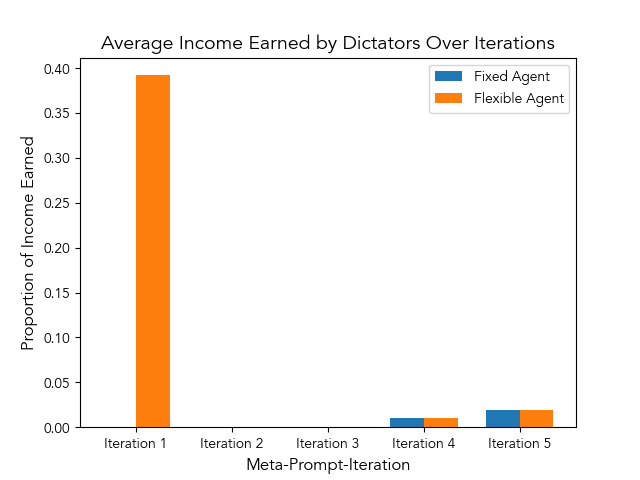 Average Income Earned by Dictators Over Iterations
Fixed Agent
Flexible Agent
0.40
0.35
0.30
0.25
0.20
0.15
0.10
0.05
0.00
Proportion of Income Earned
Iteration 1 Iteration 2 Iteration 3 Iteration 4 Iteration 5
Meta-Prompt-Iteration